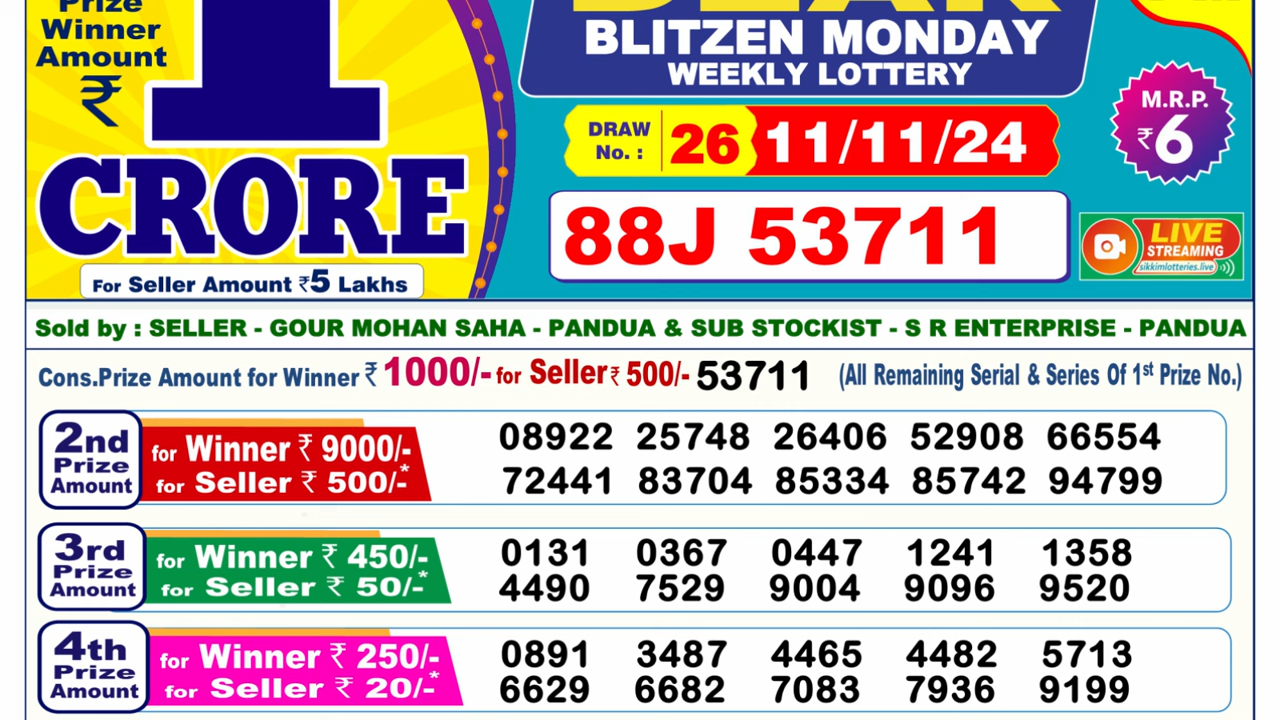 Prize
Winner
Amount
₹
1
CRORE
For Seller Amount ₹5 Lakhs
DEAR
BLITZEN MONDAY
WEEKLY LOTTERY
DRAW No. : 26 11/11/24
M.R.P.
₹6
88J 53711
LIVE
STREAMING
sikkimlotteries.live
Sold by : SELLER - GOUR MOHAN SAHA - PANDUA & SUB STOCKIST - S R ENTERPRISE - PANDUA
Cons.Prize Amount for Winner ₹ 1000/- for Seller ₹ 500/- 53711 (All Remaining Serial & Series Of 1st Prize No.)
2nd
Prize
Amount
for Winner ₹ 9000/-
for Seller ₹ 500/-*
08922 25748 26406 52908 66554
72441 83704 85334 85742 94799
3rd
Prize
Amount
for Winner ₹ 450/-
for Seller ₹ 50/-*
0131 0367 0447 1241 1358
4490 7529 9004 9096 9520
4th
Prize
Amount
for Winner ₹ 250/-
for Seller ₹ 20/-*
0891 3487 4465 4482 5713
6629 6682 7083 7936 9199